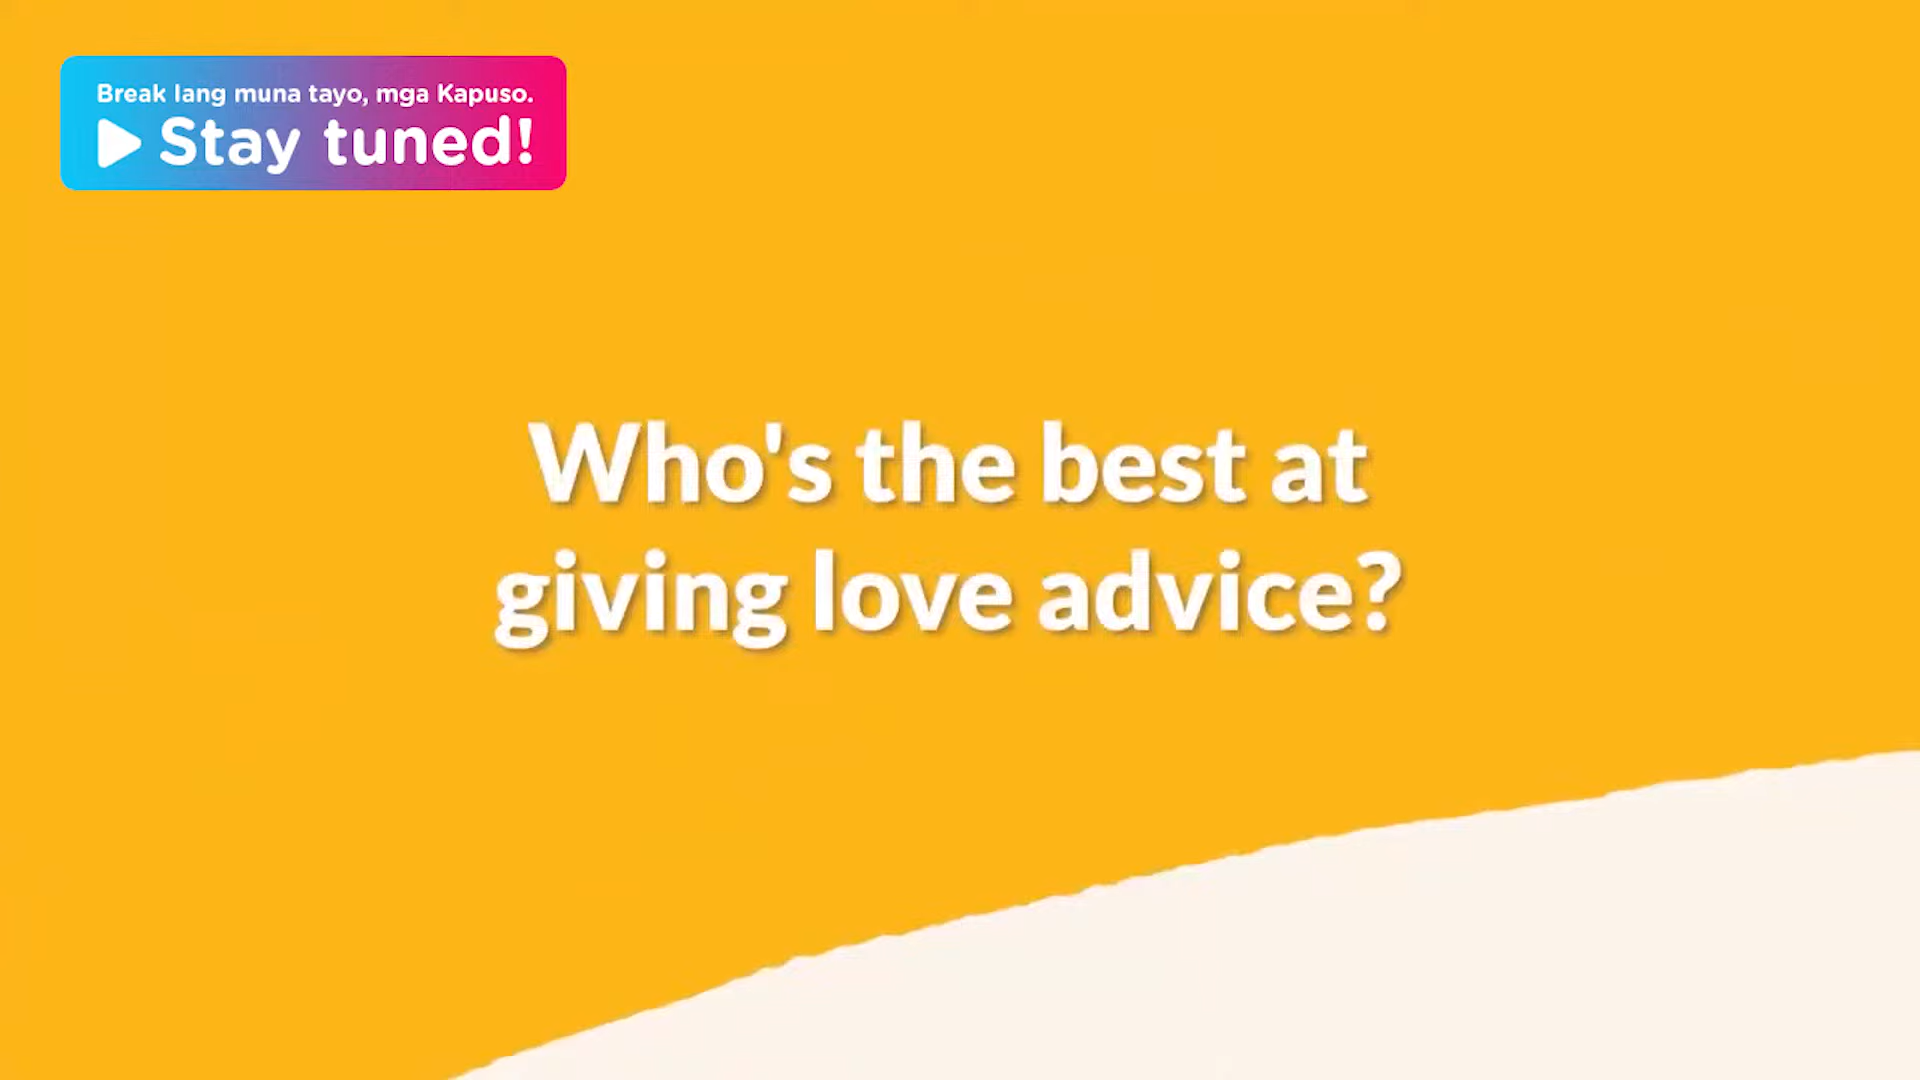 Break lang muna tayo, mga Kapuso.
Stay tuned!
Who's the best at
giving love advice?